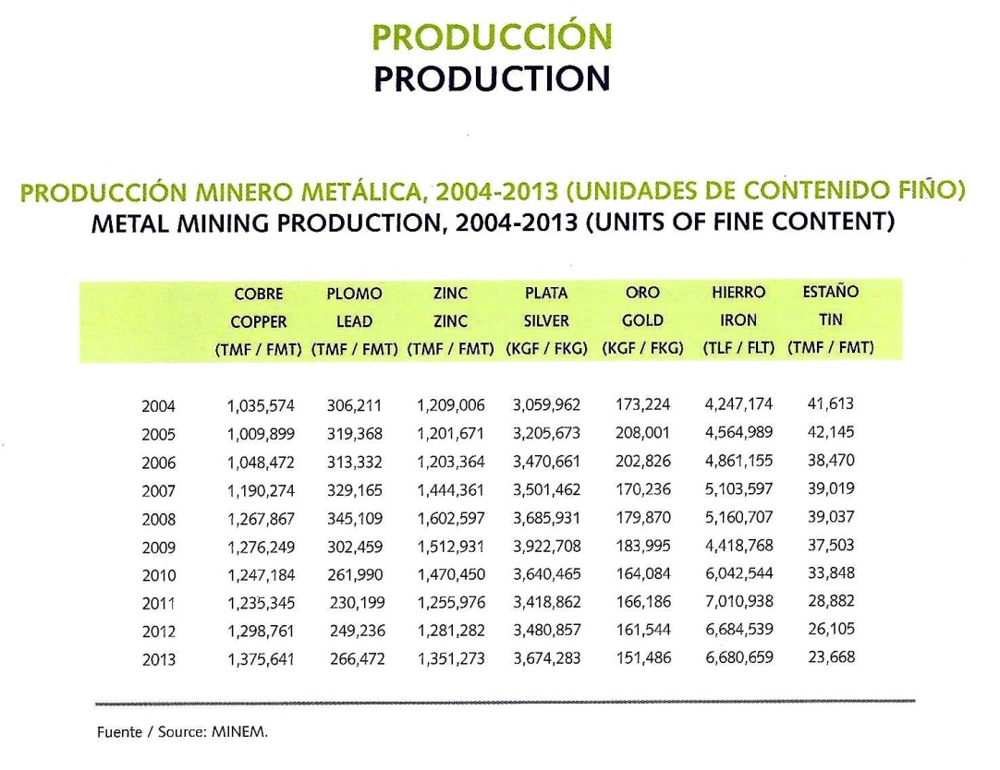 PRODUCCIÓN
PRODUCTION
PRODUCCIÓN MINERO METÁLICA, 2004-2013 (UNIDADES DE CONTENIDO FIÑO)
METAL MINING PRODUCTION, 2004-2013 (UNITS OF FINE CONTENT)
COBRE PLOMO ZINC PLATA ORO HIERRO ESTAÑO
COPPER LEAD ZINC SILVER GOLD IRON TIN
(TMF / FMT) (TMF / FMT) (TMF / FMT) (KGF / FKG) (KGF / FKG) (TLF / FLT) (TMF / FMT)
2004 1,035,574 306,211 1,209,006 3,059,962 173,224 4,247,174 41,613
2005 1,009,899 319,368 1,201,671 3,205,673 208,001 4,564,989 42,145
2006 1,048,472 313,332 1,203,364 3,470,661 202,826 4,861,155 38,470
2007 1,190,274 329,165 1,444,361 3,501,462 170,236 5,103,597 39,019
2008 1,267,867 345,109 1,602,597 3,685,931 179,870 5,160,707 39,037
2009 1,276,249 302,459 1,512,931 3,922,708 183,995 4,418,768 37,503
2010 1,247,184 261,990 1,470,450 3,640,465 164,084 6,042,544 33,848
2011 1,235,345 230,199 1,255,976 3,418,862 166,186 7,010,938 28,882
2012 1,298,761 249,236 1,281,282 3,480,857 161,544 6,684,539 26,105
2013 1,375,641 266,472 1,351,273 3,674,283 151,486 6,680,659 23,668
Fuente / Source: MINEM.